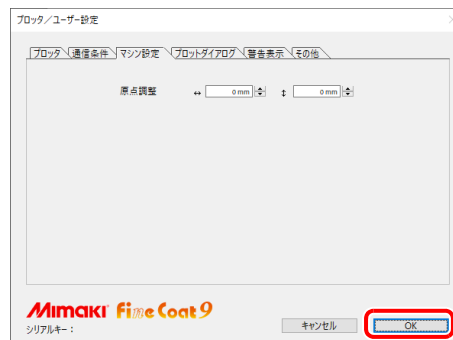 プロッタ／ユーザー設定
プロッタ 通信条件 マシン設定 プロットダイアログ 警告表示 その他
原点調整 ↔ 0 mm ↕ 0 mm
Mimaki Fine Coat 9
シリアルキー：
キャンセル OK